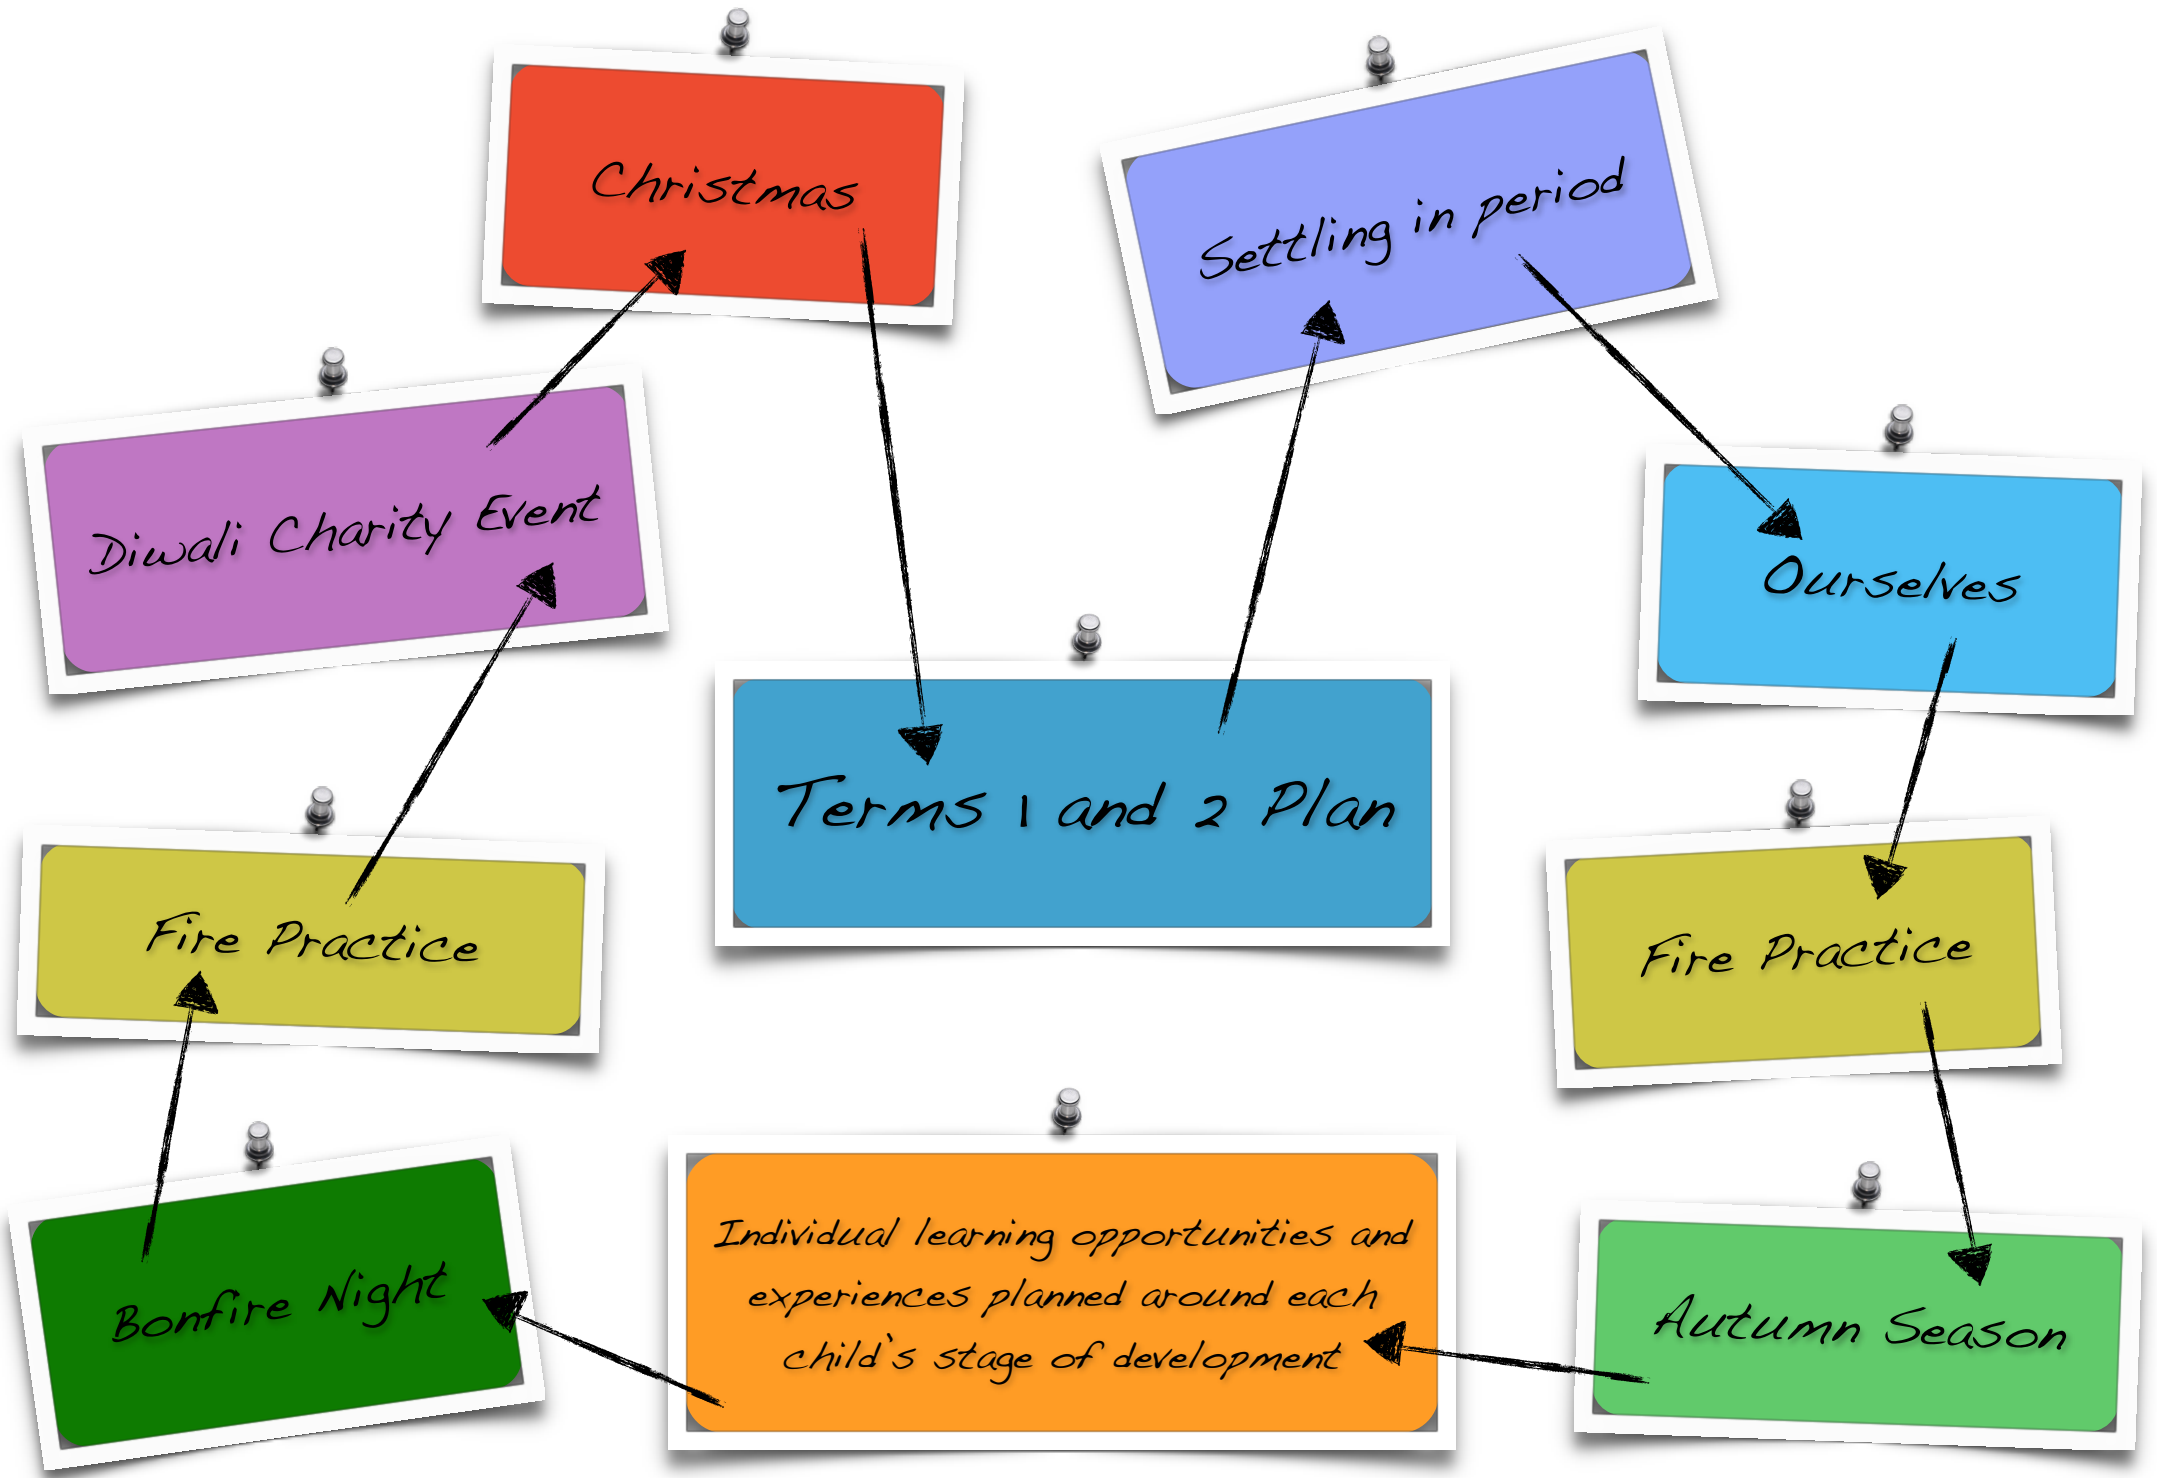 Christmas
Settling in period
Diwali Charity Event
Ourselves
Terms 1 and 2 Plan
Fire Practice
Fire Practice
Individual learning opportunities and
experiences planned around each
child's stage of development
Bonfire Night
Autumn Season